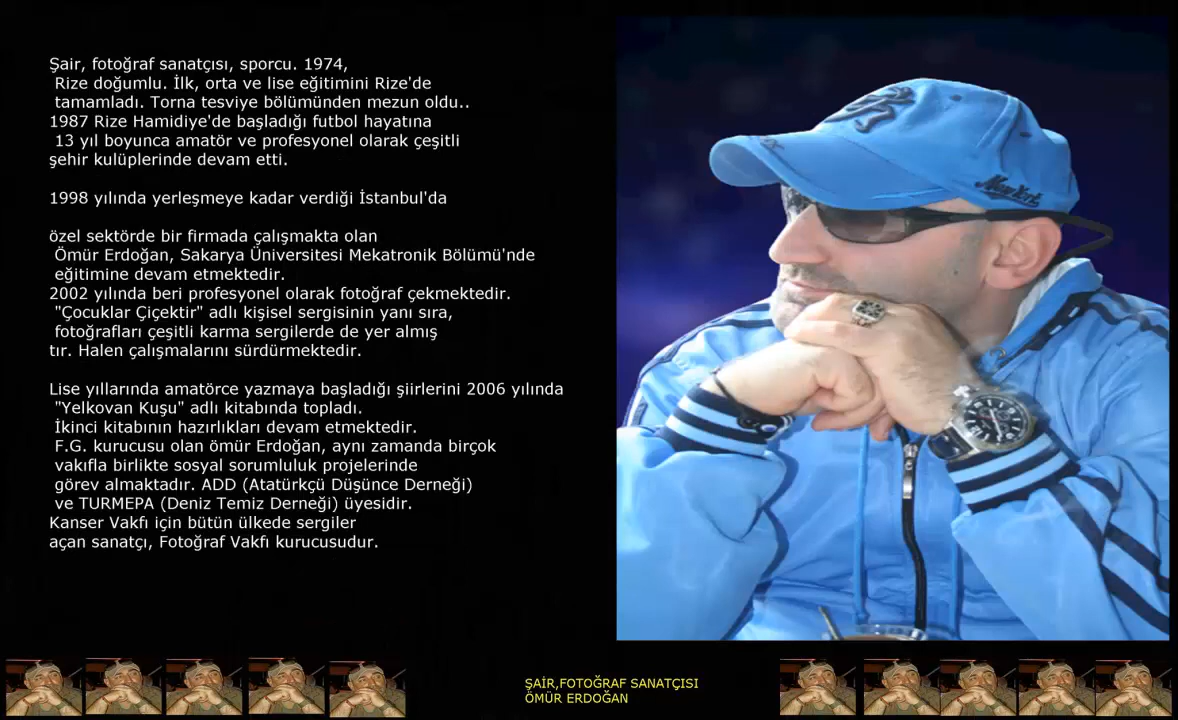 Şair, fotoğraf sanatçısı, sporcu. 1974,
Rize doğumlu. İlk, orta ve lise eğitimini Rize'de
tamamladı. Torna tesviye bölümünden mezun oldu..
1987 Rize Hamidiye'de başladığı futbol hayatına
13 yıl boyunca amatör ve profesyonel olarak çeşitli
şehir kulüplerinde devam etti.
1998 yılında yerleşmeye kadar verdiği İstanbul'da
özel sektörde bir firmada çalışmakta olan
Ömür Erdoğan, Sakarya Üniversitesi Mekatronik Bölümü'nde
eğitimine devam etmektedir.
2002 yılında beri profesyonel olarak fotoğraf çekmektedir.
"Çocuklar Çiçektir" adlı kişisel sergisinin yanı sıra,
fotoğrafları çeşitli karma sergilerde de yer almış
tır. Halen çalışmalarını sürdürmektedir.
Lise yıllarında amatörce yazmaya başladığı şiirlerini 2006 yılında
"Yelkovan Kuşu" adlı kitabında topladı.
İkinci kitabının hazırlıkları devam etmektedir.
F.G. kurucusu olan ömür Erdoğan, aynı zamanda birçok
vakıfla birlikte sosyal sorumluluk projelerinde
görev almaktadır. ADD (Atatürkçü Düşünce Derneği)
ve TURMEPA (Deniz Temiz Derneği) üyesidir.
Kanser Vakfı için bütün ülkede sergiler
açan sanatçı, Fotoğraf Vakfı kurucusudur.
New York
ŞAİR,FOTOĞRAF SANATÇISI
ÖMÜR ERDOĞAN